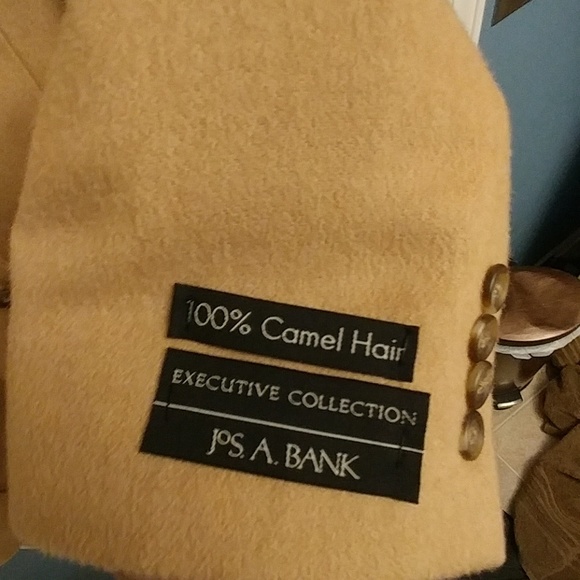 100% Camel Hair
EXECUTIVE COLLECTION
JoS. A. BANK